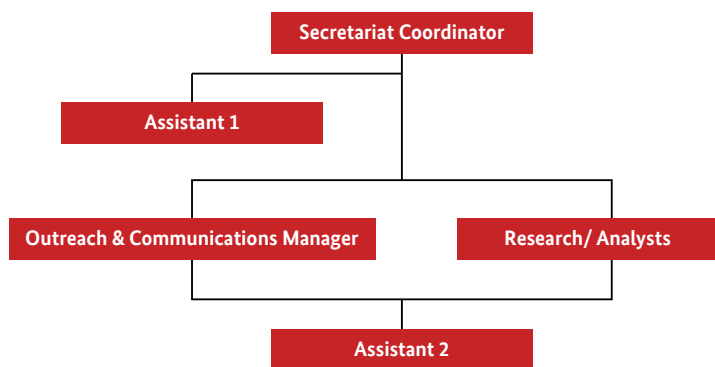 Secretariat Coordinator
Assistant 1
Outreach & Communications Manager
Research/ Analysts
Assistant 2